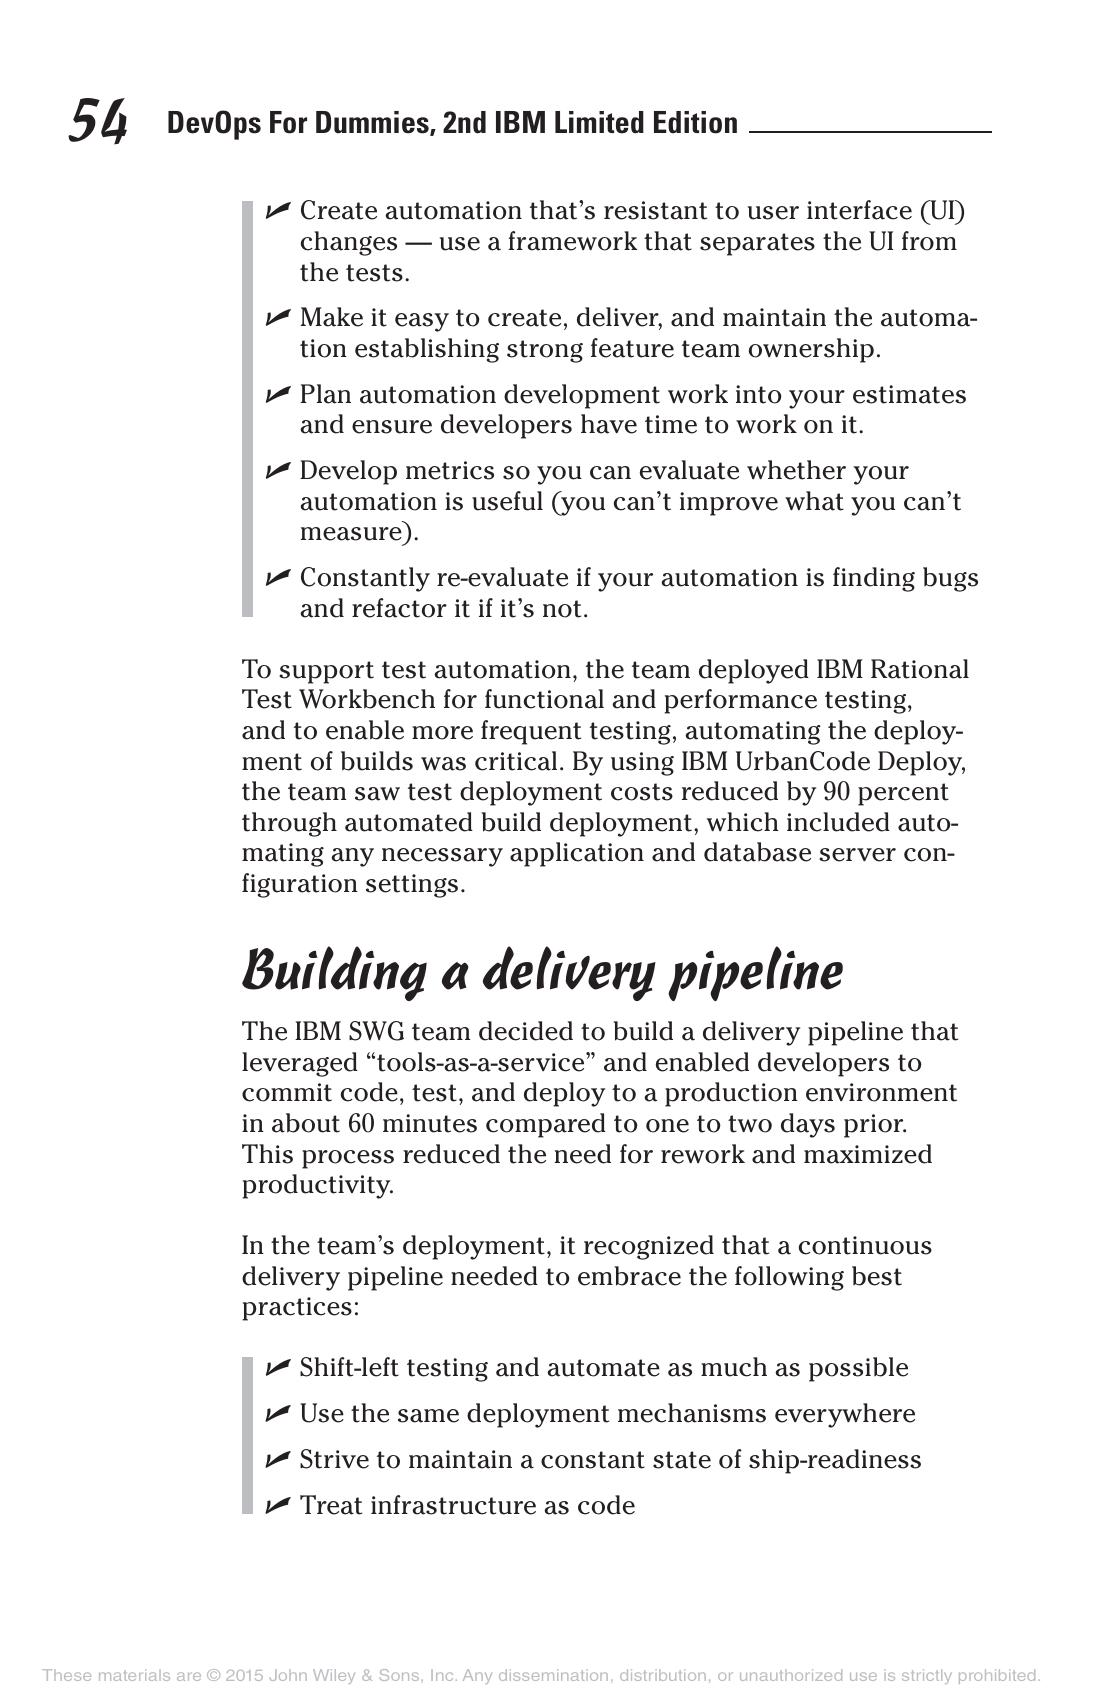 54 DevOps For Dummies, 2nd IBM Limited Edition
✓ Create automation that’s resistant to user interface (UI)
changes — use a framework that separates the UI from
the tests.
✓ Make it easy to create, deliver, and maintain the automa-
tion establishing strong feature team ownership.
✓ Plan automation development work into your estimates
and ensure developers have time to work on it.
✓ Develop metrics so you can evaluate whether your
automation is useful (you can’t improve what you can’t
measure).
✓ Constantly re-evaluate if your automation is finding bugs
and refactor it if it’s not.
To support test automation, the team deployed IBM Rational
Test Workbench for functional and performance testing,
and to enable more frequent testing, automating the deploy-
ment of builds was critical. By using IBM UrbanCode Deploy,
the team saw test deployment costs reduced by 90 percent
through automated build deployment, which included auto-
mating any necessary application and database server con-
figuration settings.
Building a delivery pipeline
The IBM SWG team decided to build a delivery pipeline that
leveraged “tools-as-a-service” and enabled developers to
commit code, test, and deploy to a production environment
in about 60 minutes compared to one to two days prior.
This process reduced the need for rework and maximized
productivity.
In the team’s deployment, it recognized that a continuous
delivery pipeline needed to embrace the following best
practices:
✓ Shift-left testing and automate as much as possible
✓ Use the same deployment mechanisms everywhere
✓ Strive to maintain a constant state of ship-readiness
✓ Treat infrastructure as code
These materials are © 2015 John Wiley & Sons, Inc. Any dissemination, distribution, or unauthorized use is strictly prohibited.